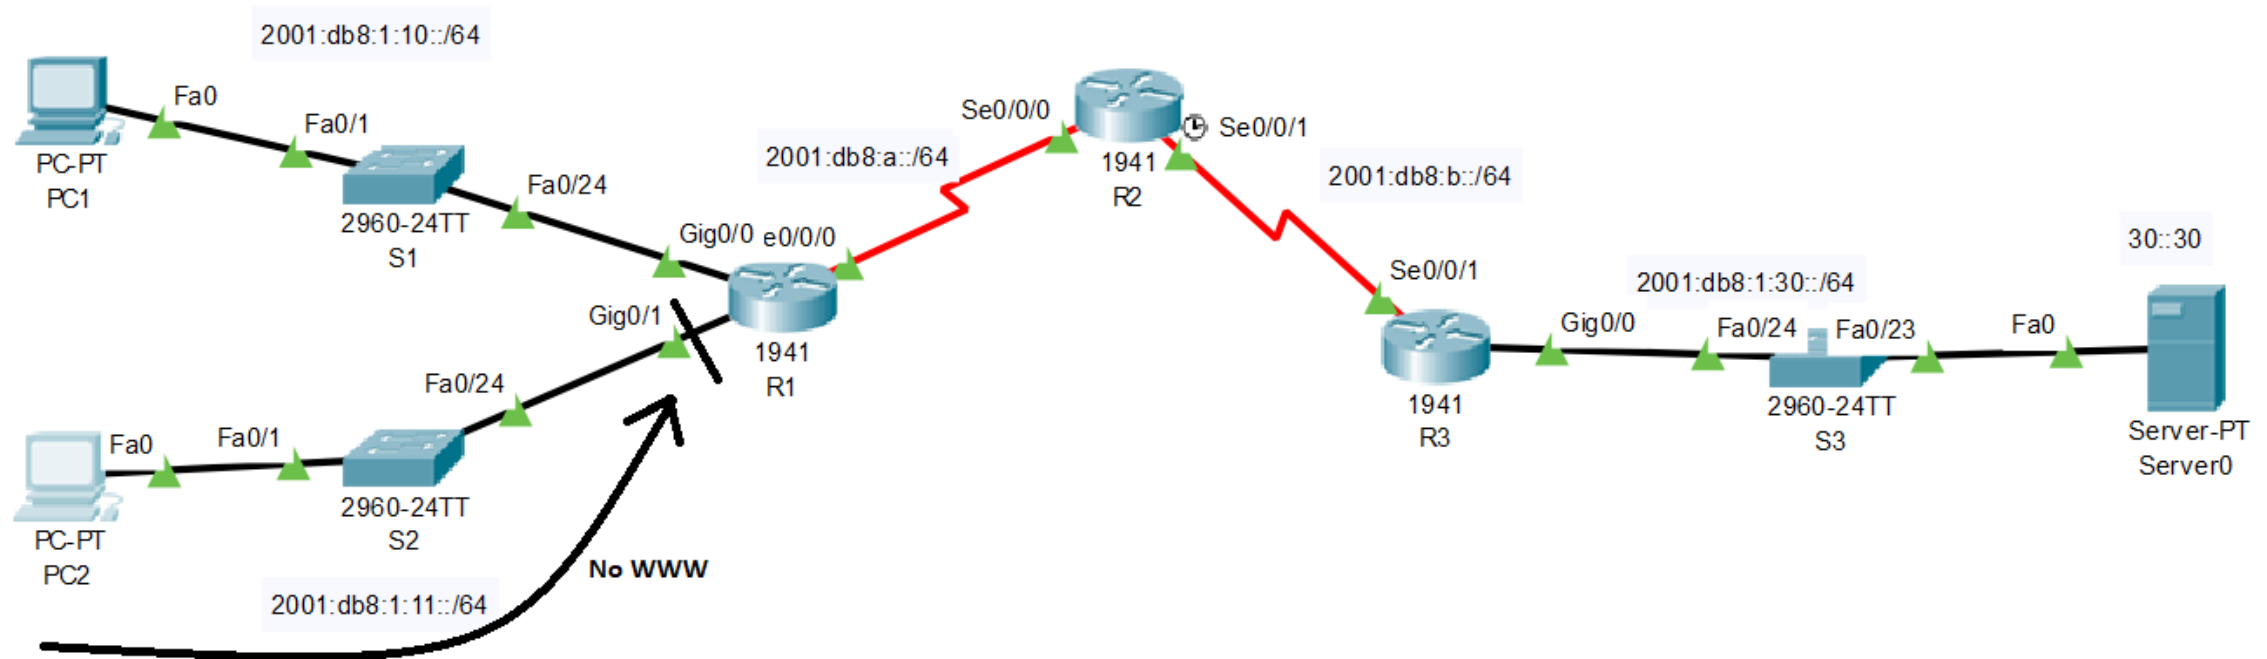 2001:db8:1:10::/64
Fa0
Fa0/1
PC-PT
PC1
Fa0/24
2960-24TT
S1
Gig0/0
e0/0/0
2001:db8:a::/64
Se0/0/0
Se0/0/1
1941
R2
2001:db8:b::/64
Gig0/1
1941
R1
Fa0/24
Fa0
Fa0/1
2960-24TT
S2
PC-PT
PC2
No WWW
2001:db8:1:11::/64
Se0/0/1
1941
R3
Gig0/0
2001:db8:1:30::/64
Fa0/24
Fa0/23
2960-24TT
S3
Fa0
30::30
Server-PT
Server0